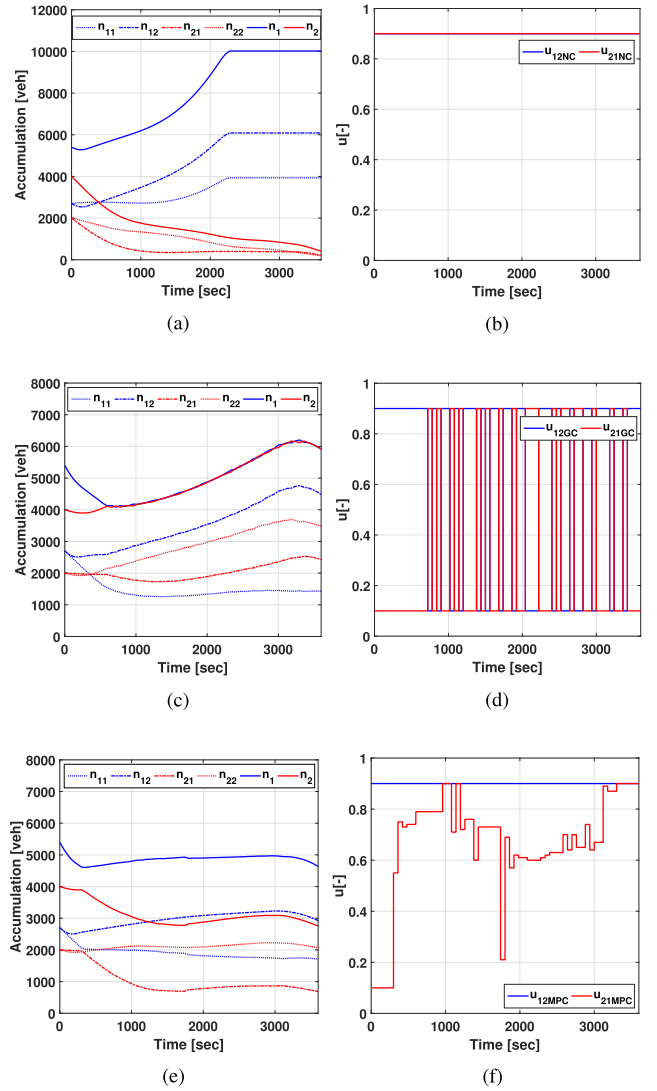 n11 n12 n21 n22 n1 n2
12000
10000
8000
6000
4000
2000
0
Accumulation [veh]
0 1000 2000 3000
Time [sec]
(a)
u12NC u21NC
1
0.8
0.6
0.4
0.2
0
u[-]
0 1000 2000 3000
Time [sec]
(b)
n11 n12 n21 n22 n1 n2
8000
7000
6000
5000
4000
3000
2000
1000
0
Accumulation [veh]
0 1000 2000 3000
Time [sec]
(c)
u12GC u21GC
1
0.8
0.6
0.4
0.2
0
u[-]
0 1000 2000 3000
Time [sec]
(d)
n11 n12 n21 n22 n1 n2
8000
7000
6000
5000
4000
3000
2000
1000
0
Accumulation [veh]
0 1000 2000 3000
Time [sec]
(e)
1
0.8
0.6
0.4
0.2
0
u[-]
u12MPC u21MPC
0 1000 2000 3000
Time [sec]
(f)